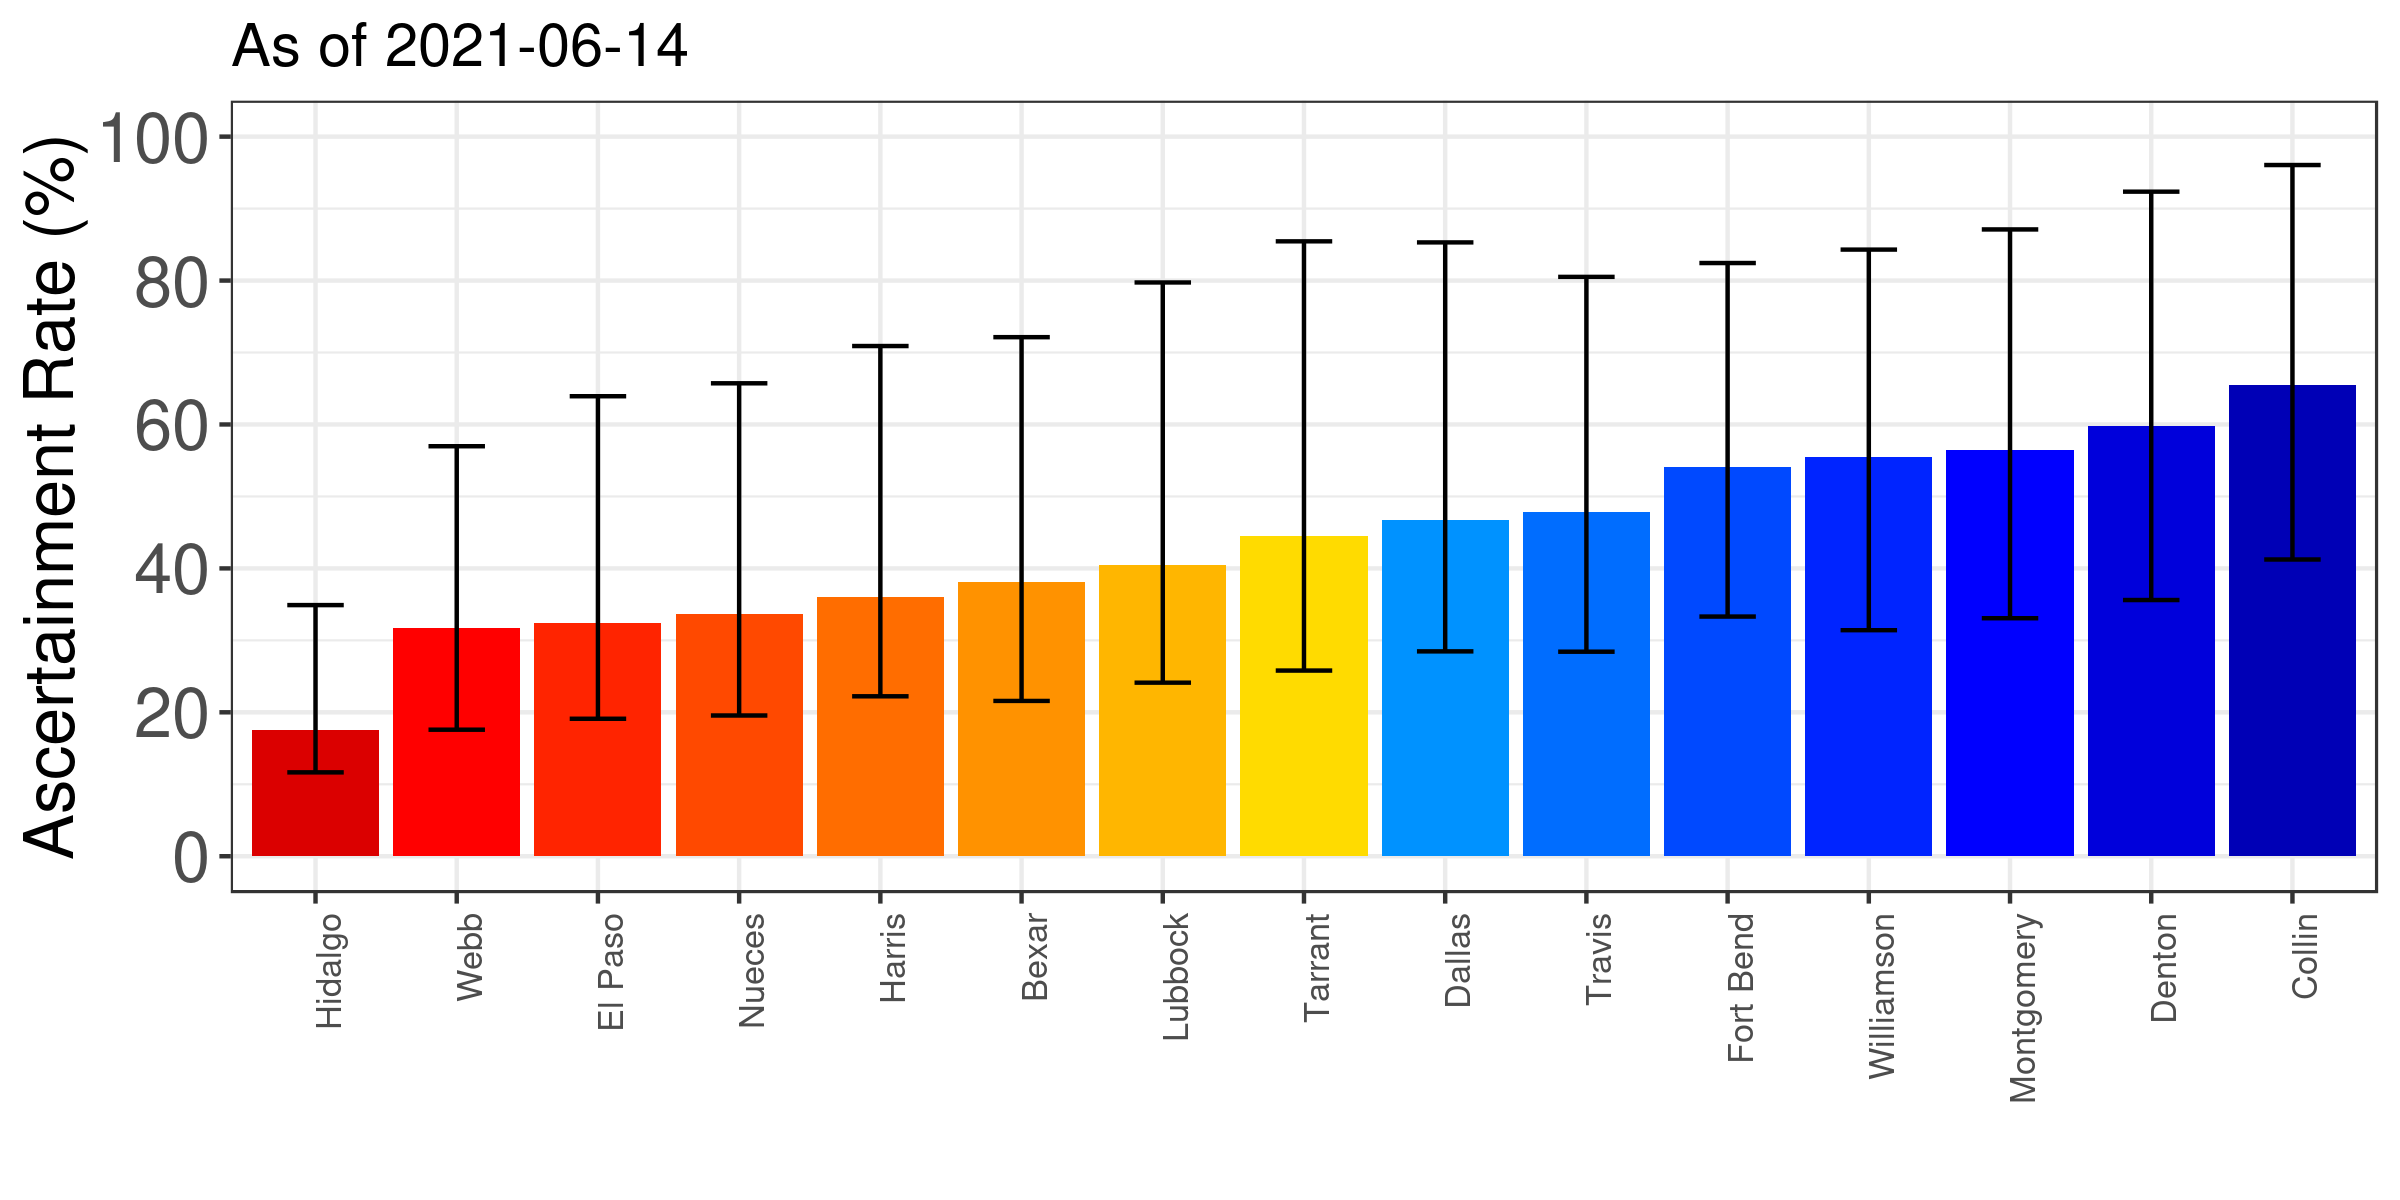 As of 2021-06-14
Ascertainment Rate (%)
100
80
60
40
20
0
Hidalgo
Webb
El Paso
Nueces
Harris
Bexar
Lubbock
Tarrant
Dallas
Travis
Fort Bend
Williamson
Montgomery
Denton
Collin